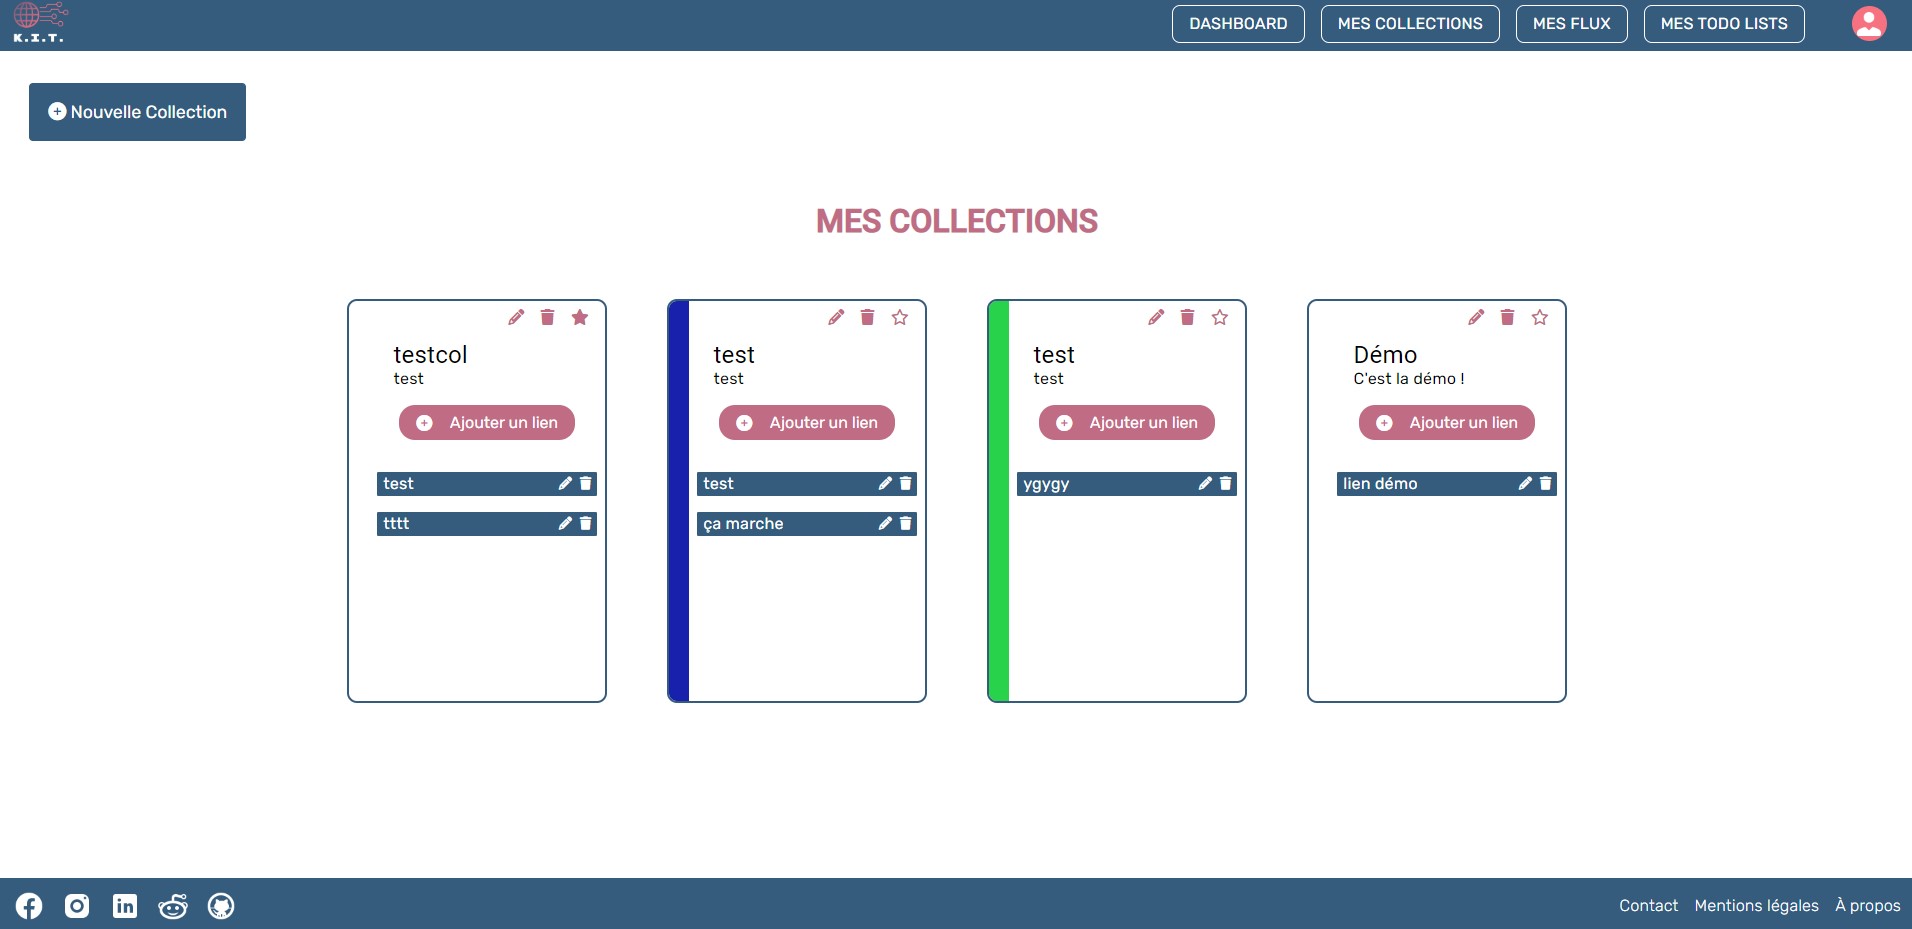 K.I.T.
DASHBOARD
MES COLLECTIONS
MES FLUX
MES TODO LISTS
Nouvelle Collection
MES COLLECTIONS
testcol
test
Ajouter un lien
test
tttt
test
test
Ajouter un lien
test
ça marche
test
test
Ajouter un lien
ygygy
Démo
C'est la démo !
Ajouter un lien
lien démo
Contact
Mentions légales
À propos